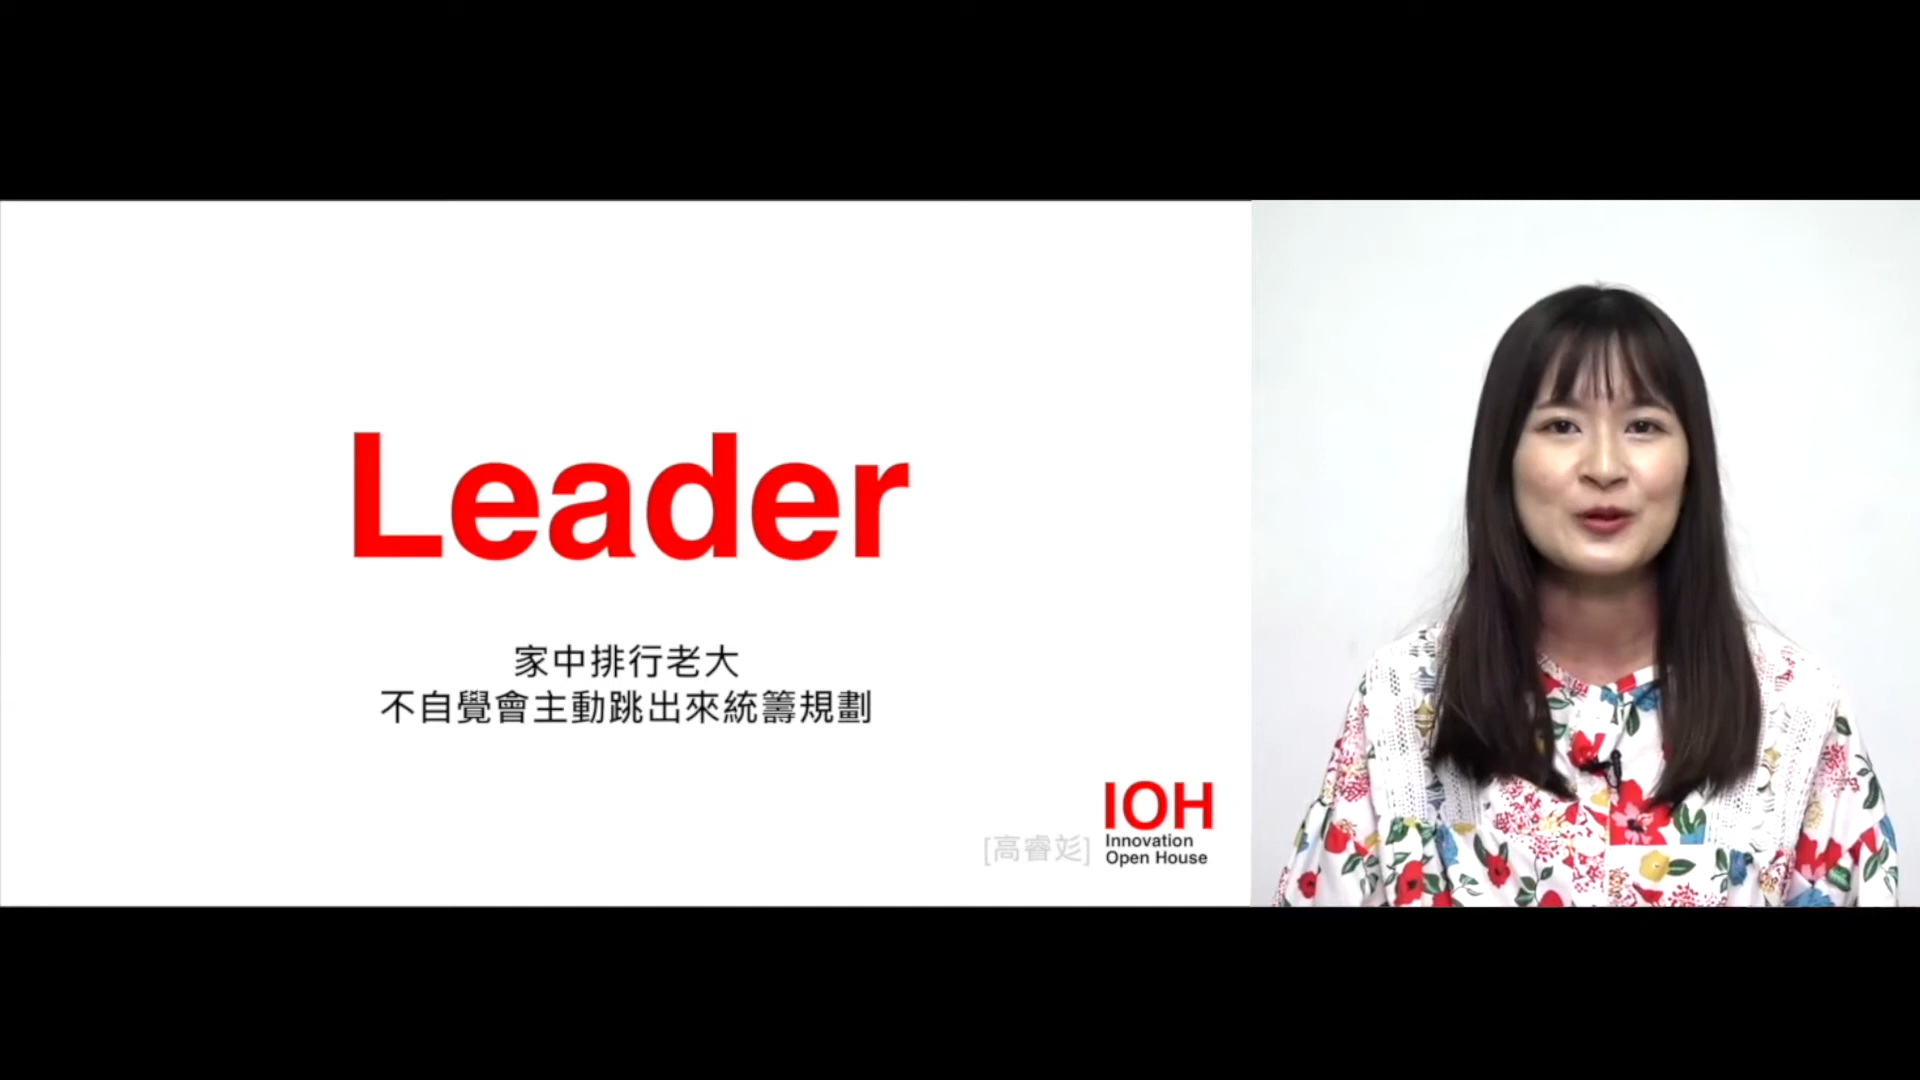 Leader
家中排行老大
不自覺會主動跳出來統籌規劃
[高睿彣]
IOH
Innovation
Open House